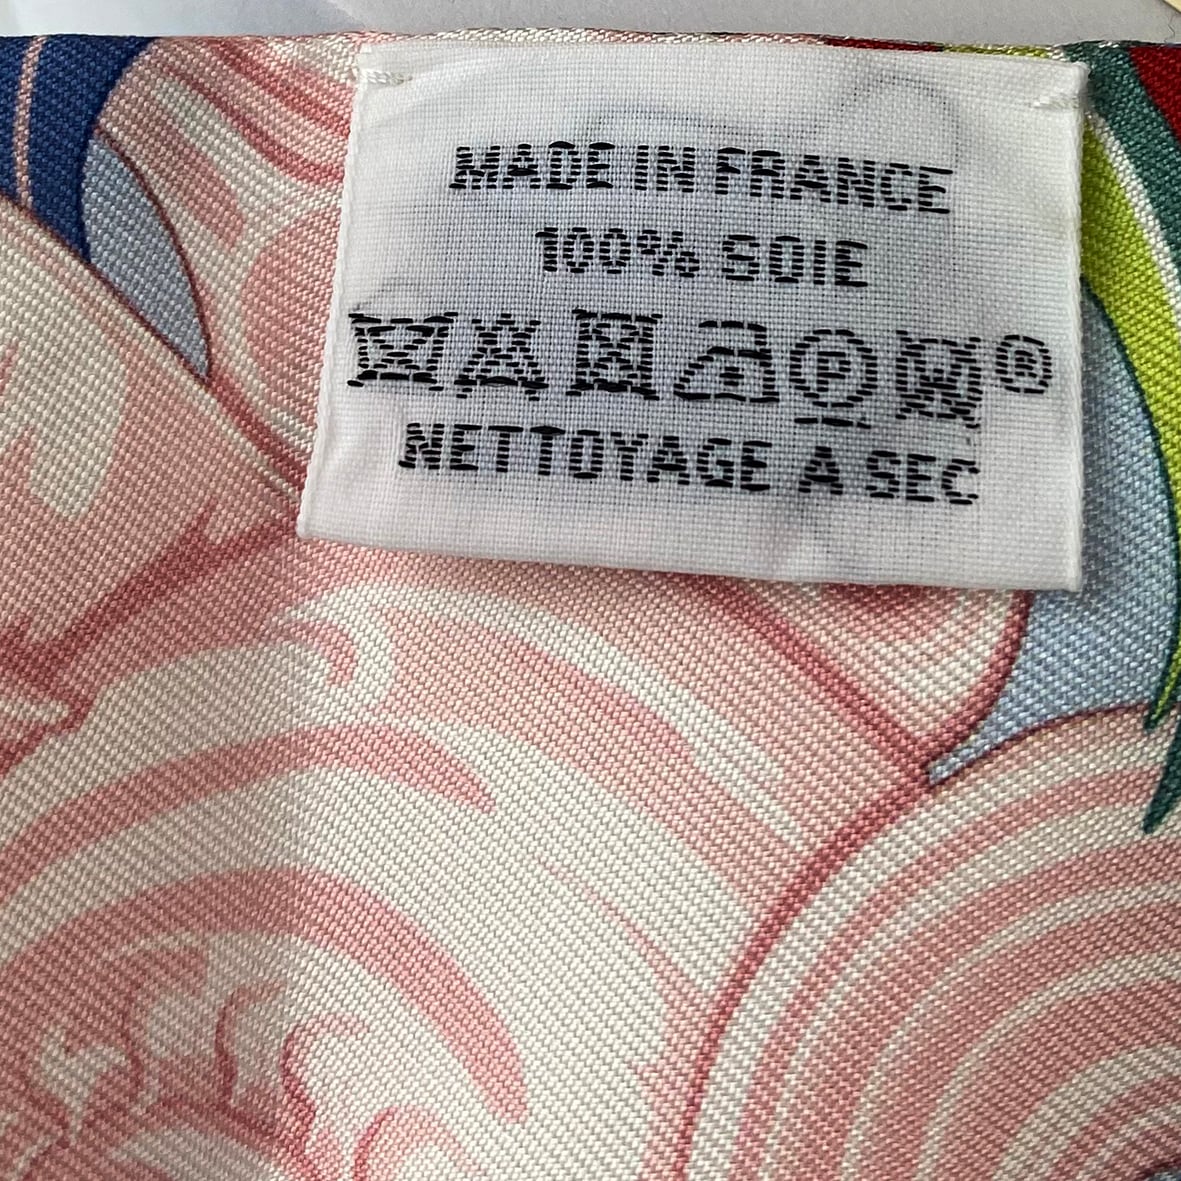 MADE IN FRANCE
100% SOIE
P ®
NETTOYAGE A SEC